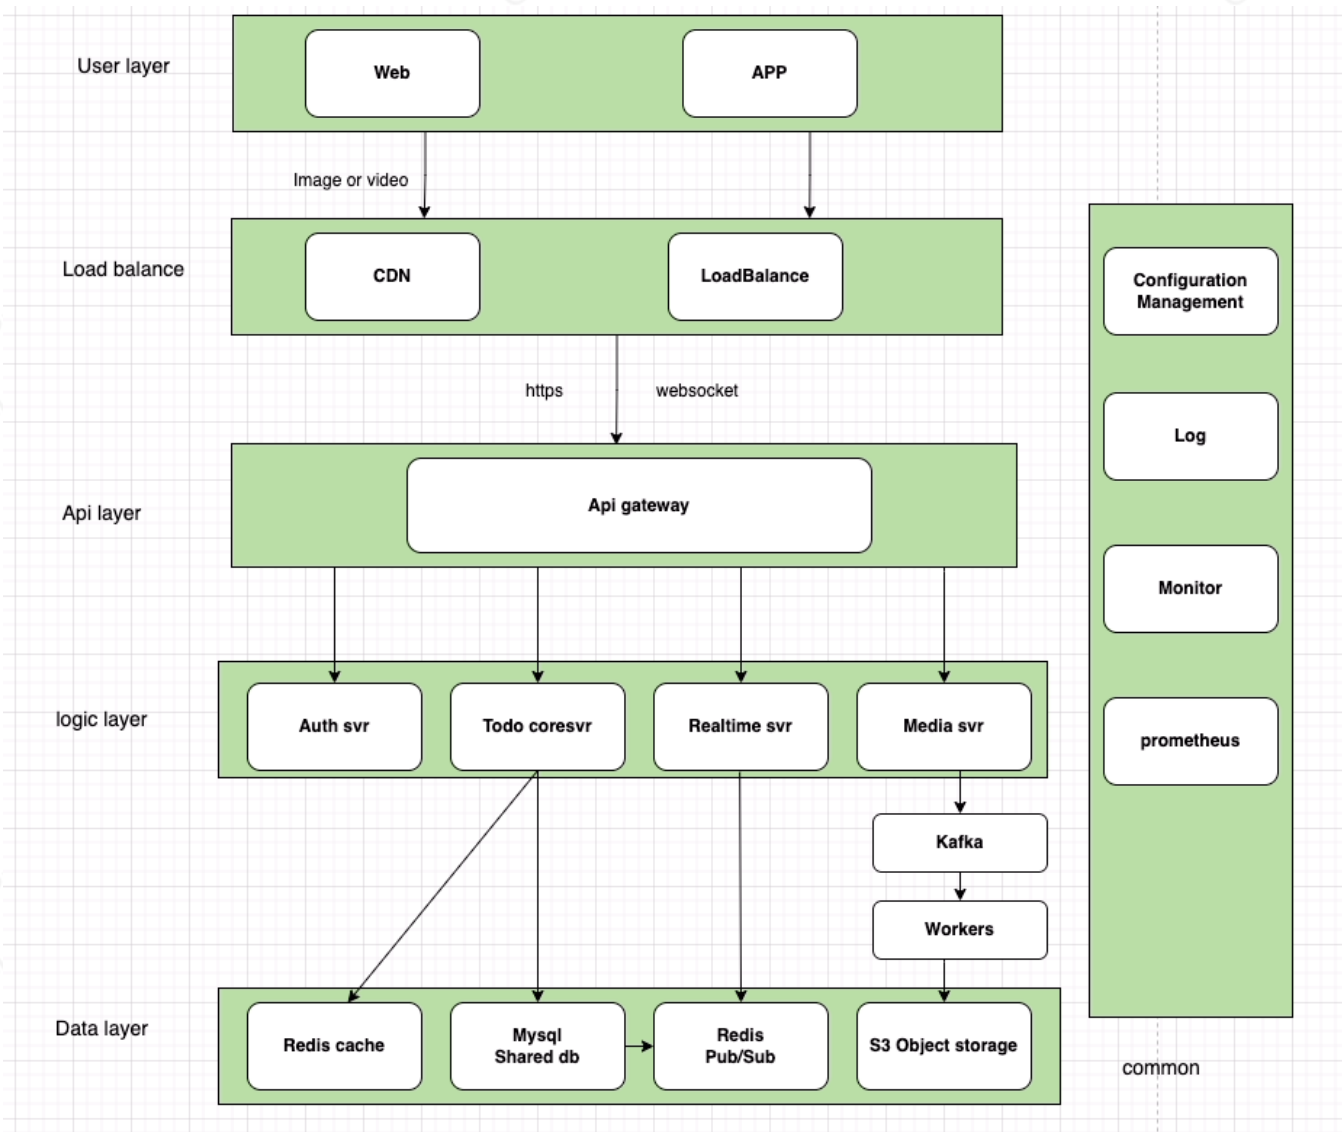 User layer
Web
APP
Image or video
Load balance
CDN
LoadBalance
https
websocket
Api layer
Api gateway
logic layer
Auth svr
Todo coresvr
Realtime svr
Media svr
Kafka
Workers
Data layer
Redis cache
Mysql
Shared db
Redis
Pub/Sub
S3 Object storage
Configuration
Management
Log
Monitor
prometheus
common